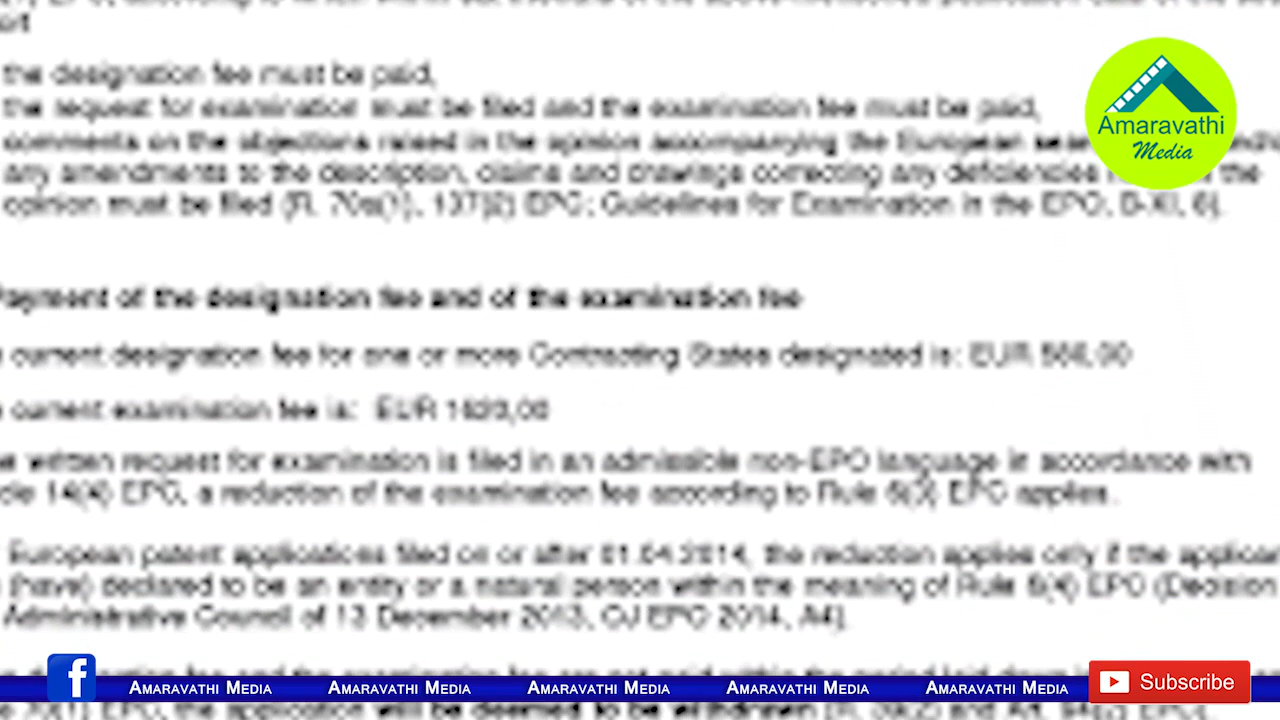 the designation fee must be paid,
the request for examination must be filed and the examination fee must be paid,
comments on the objections raised in the opinion accompanying the European
any amendments to the description, claims and drawings correcting any deficiencies the
opinion must be filed (R. 70a(1), 137(2) EPC; Guidelines for Examination in the EPO, B-XI, 8).
Payment of the designation fee and of the examination fee
current designation fee for one or more Contracting States designated is: EUR
current examination fee is: EUR
written request for examination is filed in an admissible non-EPO language in accordance with
14(4) EPC, a reduction of the examination fee according to Rule 6(3) EPC applies.
European patent applications filed on or after 01.04.2014, the reduction applies only if the
(have) declared to be an entity or a natural person within the meaning of Rule 6(4) EPC (Decision
Administrative Council of 13 December 2013, OJ EPO 2014, A4).
EPC, the application will be deemed to be withdrawn
Amaravathi
Media
f Amaravathi Media Amaravathi Media Amaravathi Media Amaravathi Media Amaravathi Media Subscribe